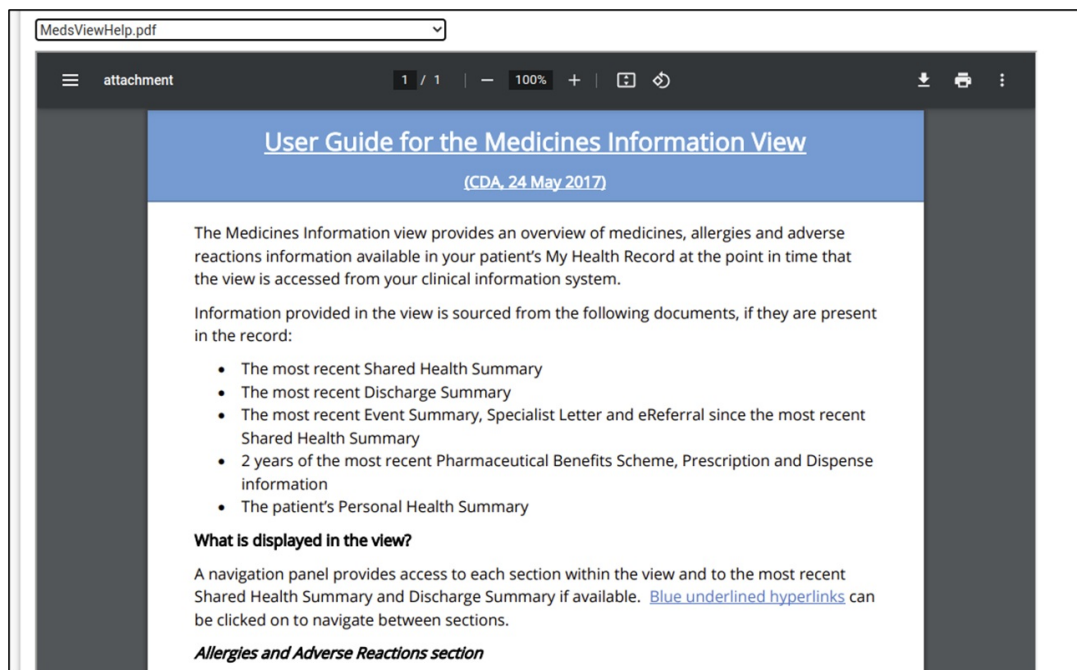 MedsViewHelp.pdf
attachment
1 / 1
100%
User Guide for the Medicines Information View
(CDA, 24 May 2017)
The Medicines Information view provides an overview of medicines, allergies and adverse
reactions information available in your patient's My Health Record at the point in time that
the view is accessed from your clinical information system.
Information provided in the view is sourced from the following documents, if they are present
in the record:
• The most recent Shared Health Summary
• The most recent Discharge Summary
• The most recent Event Summary, Specialist Letter and eReferral since the most recent
Shared Health Summary
• 2 years of the most recent Pharmaceutical Benefits Scheme, Prescription and Dispense
information
• The patient's Personal Health Summary
What is displayed in the view?
A navigation panel provides access to each section within the view and to the most recent
Shared Health Summary and Discharge Summary if available. Blue underlined hyperlinks can
be clicked on to navigate between sections.
Allergies and Adverse Reactions section